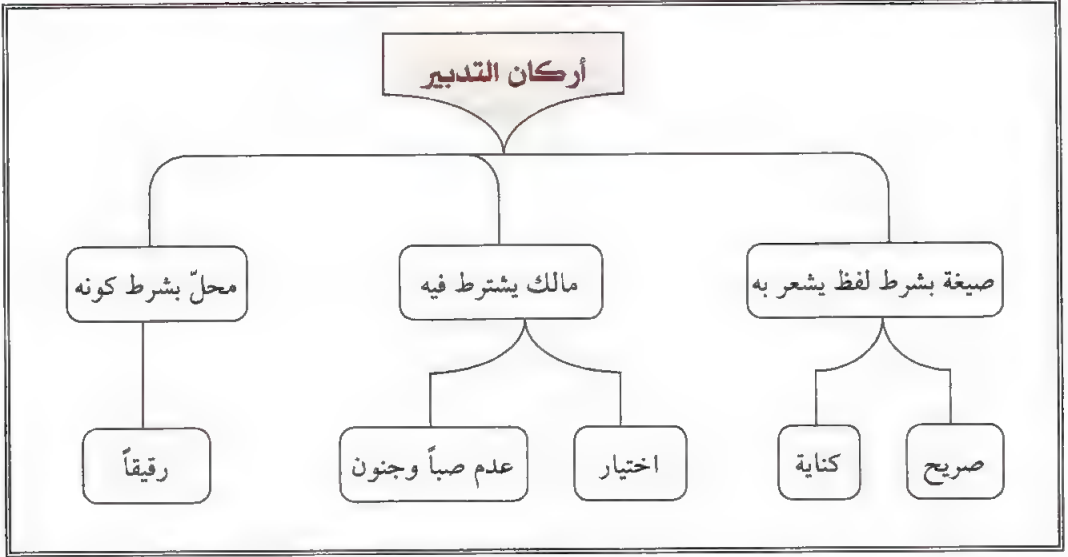 أركان التدبير
صيغة بشرط لفظ يشعر به
مالك يشترط فيه
محلّ بشرط كونه
صريح
كناية
اختيار
عدم صباً وجنون
رقيقاً